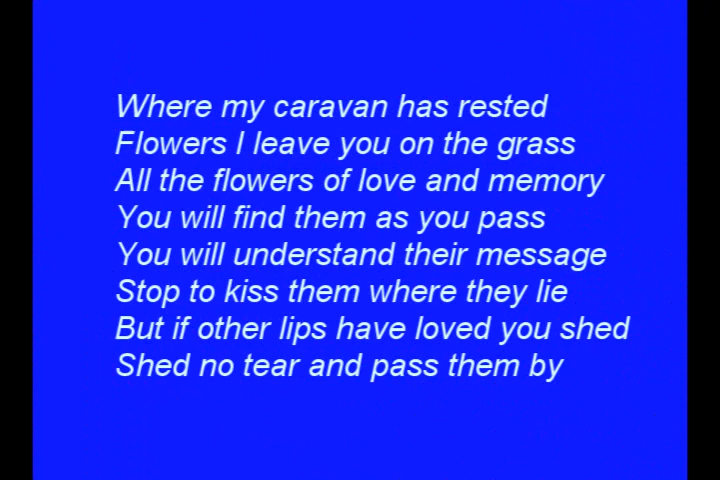 Where my caravan has rested
Flowers I leave you on the grass
All the flowers of love and memory
You will find them as you pass
You will understand their message
Stop to kiss them where they lie
But if other lips have loved you shed
Shed no tear and pass them by